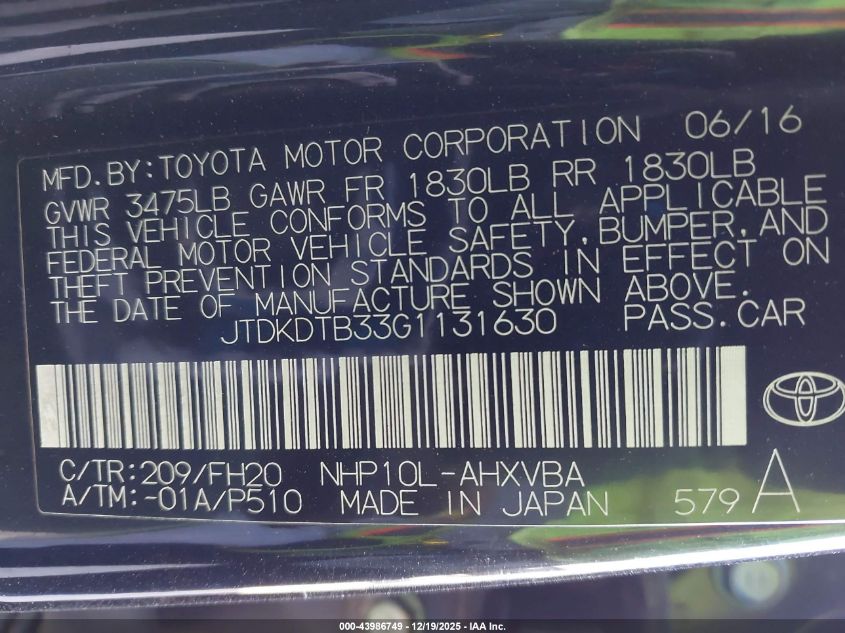 MFD.BY:TOYOTA MOTOR CORPORATION 06/16
GVWR 3475LB GAWR FR 1830LB RR 1830LB
THIS VEHICLE CONFORMS TO ALL APPLICABLE
FEDERAL MOTOR VEHICLE SAFETY,BUMPER,AND
THEFT PREVENTION STANDARDS IN EFFECT ON
THE DATE OF MANUFACTURE SHOWN ABOVE.
JTDKDTB33G1131630 PASS.CAR
C/TR:209/FH20 NHP10L-AHXVBA
A/TM:-01A/P510 MADE IN JAPAN 579A
000-43986749 - 12/19/2025 - IAA Inc.